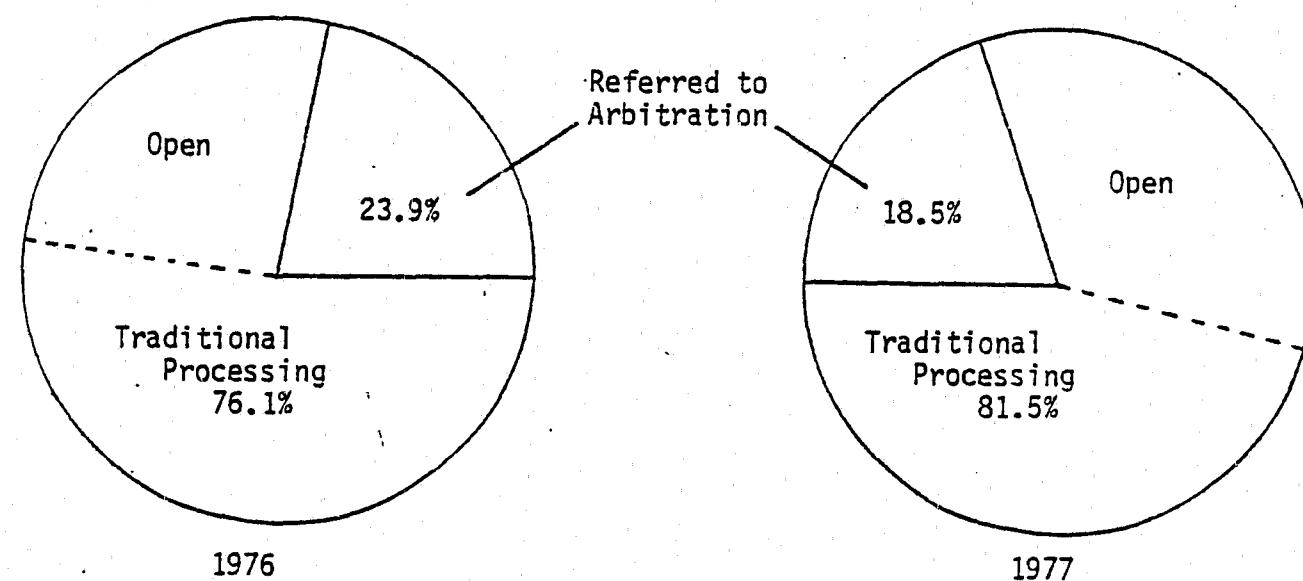 Referred to
Arbitration
Open
23.9%
Traditional
Processing
76.1%
1976
Open
18.5%
Traditional
Processing
81.5%
1977